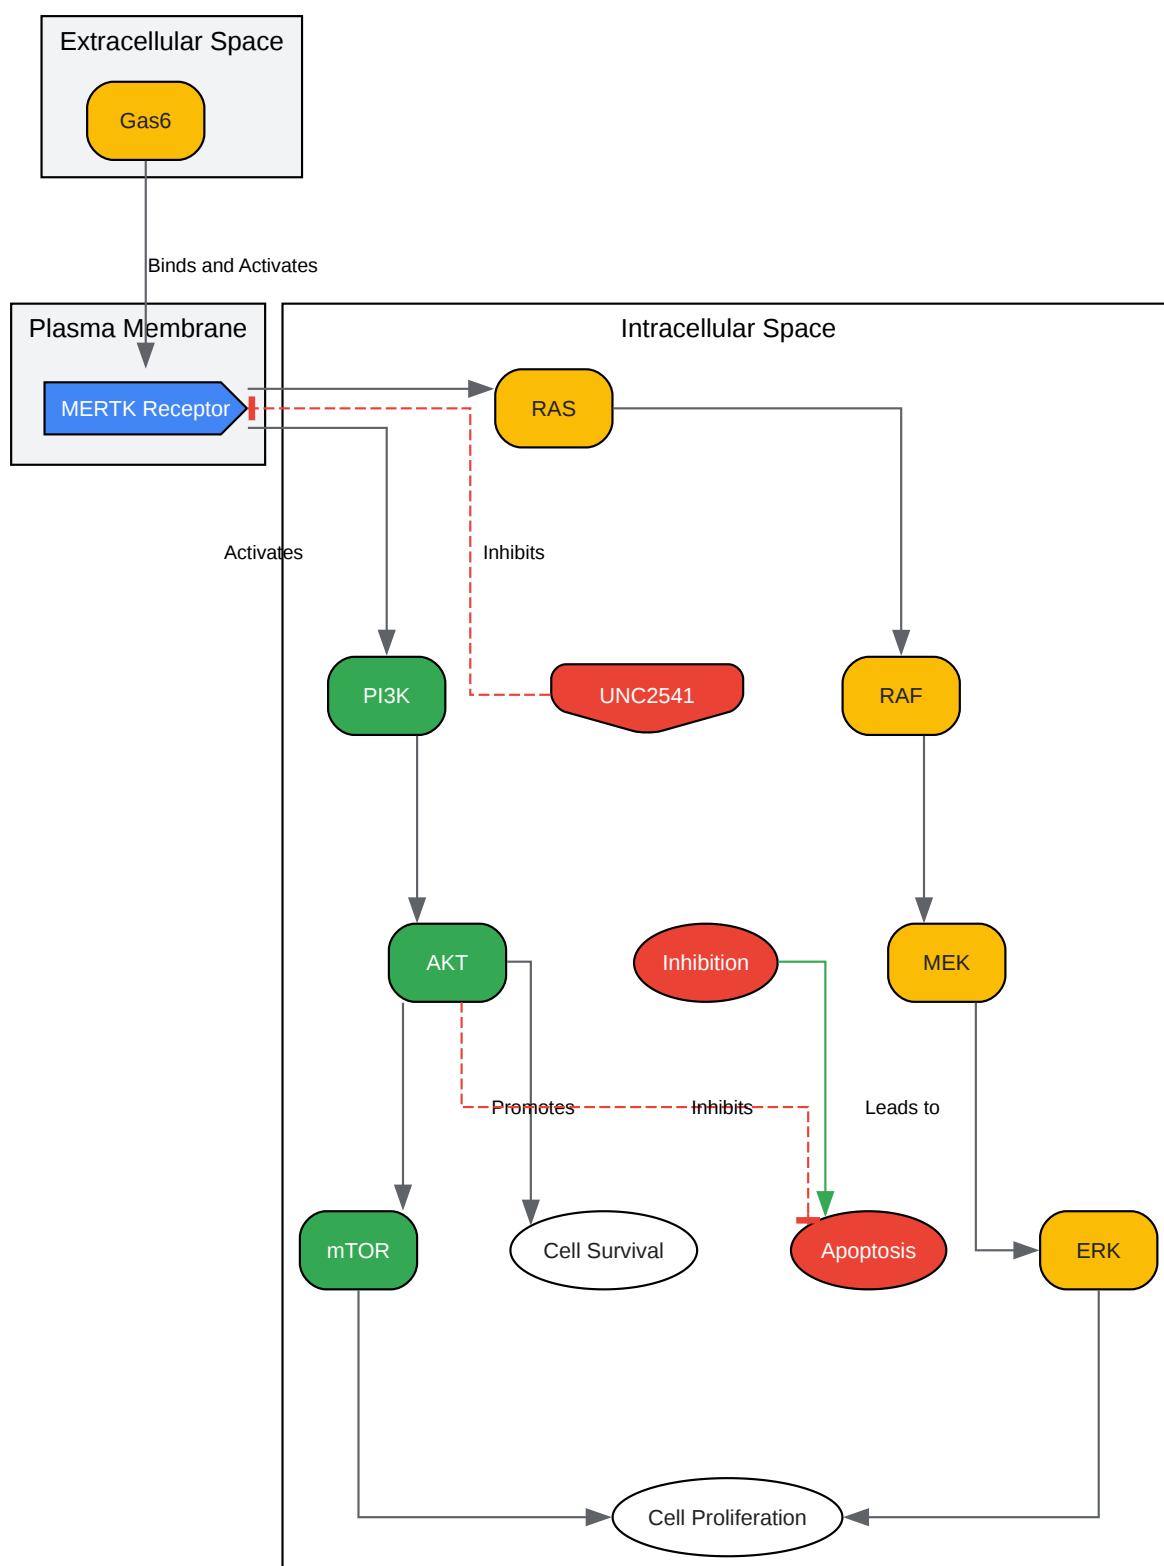 Extracellular Space
Gas6
Binds and Activates
Plasma Membrane
Intracellular Space
MERTK Receptor
RAS
Activates
Inhibits
PI3K
UNC2541
RAF
AKT
Inhibition
MEK
Promotes
Inhibits
Leads to
mTOR
Cell Survival
Apoptosis
ERK
Cell Proliferation